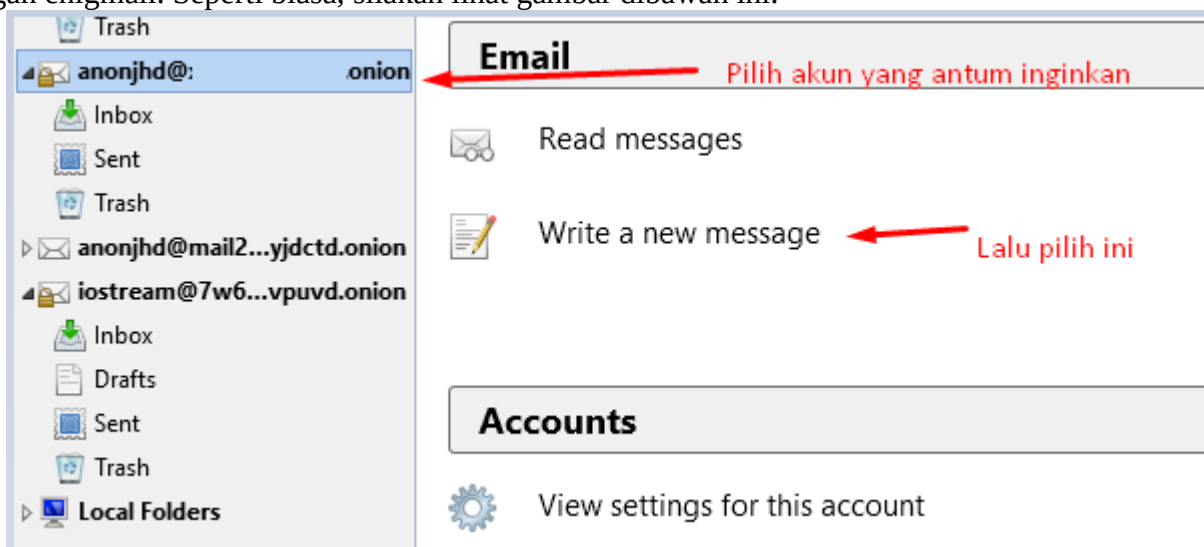 Trash
anonjhd@: .onion
Inbox
Sent
Trash
anonjhd@mail2...yjdctd.onion
iostream@7w6...vpuvd.onion
Inbox
Drafts
Sent
Trash
Local Folders
Email
Pilih akun yang antum inginkan
Read messages
Write a new message
Lalu pilih ini
Accounts
View settings for this account